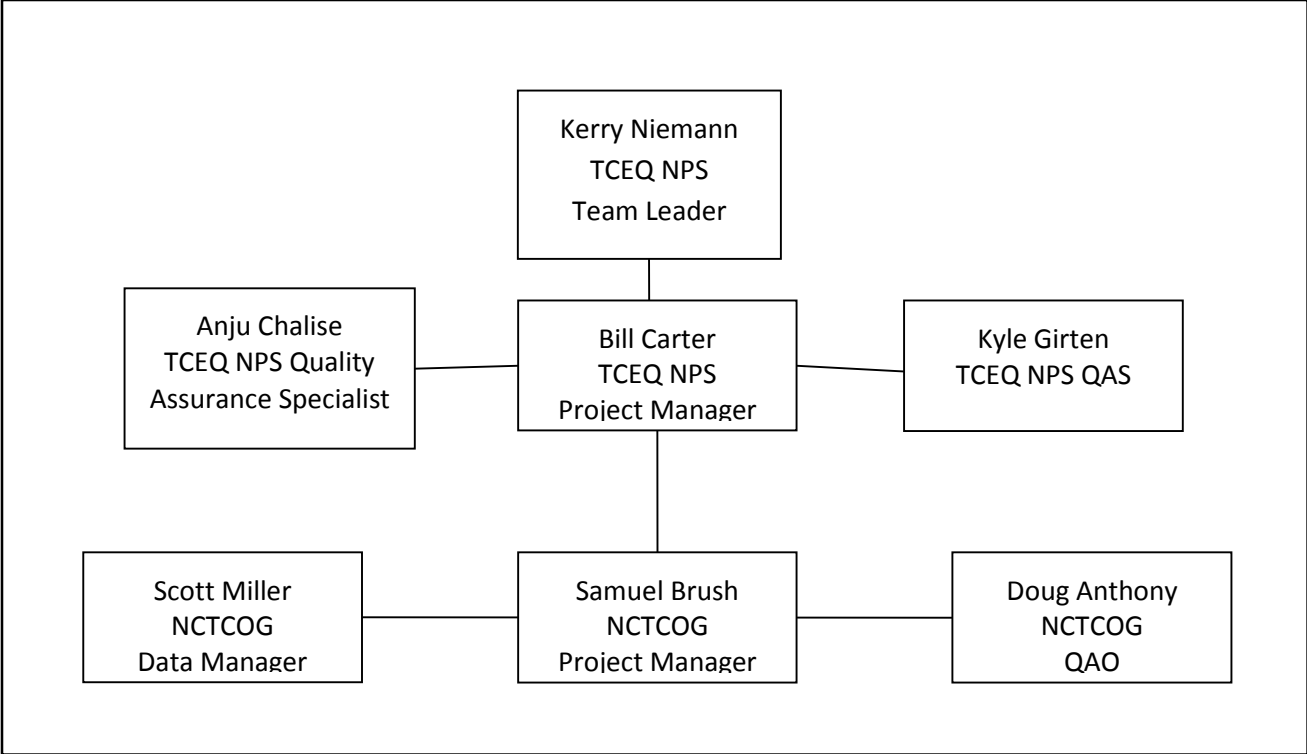 Kerry Niemann
TCEQ NPS
Team Leader
Anju Chalise
TCEQ NPS Quality
Assurance Specialist
Bill Carter
TCEQ NPS
Project Manager
Kyle Girten
TCEQ NPS QAS
Scott Miller
NCTCOG
Data Manager
Samuel Brush
NCTCOG
Project Manager
Doug Anthony
NCTCOG
QAO